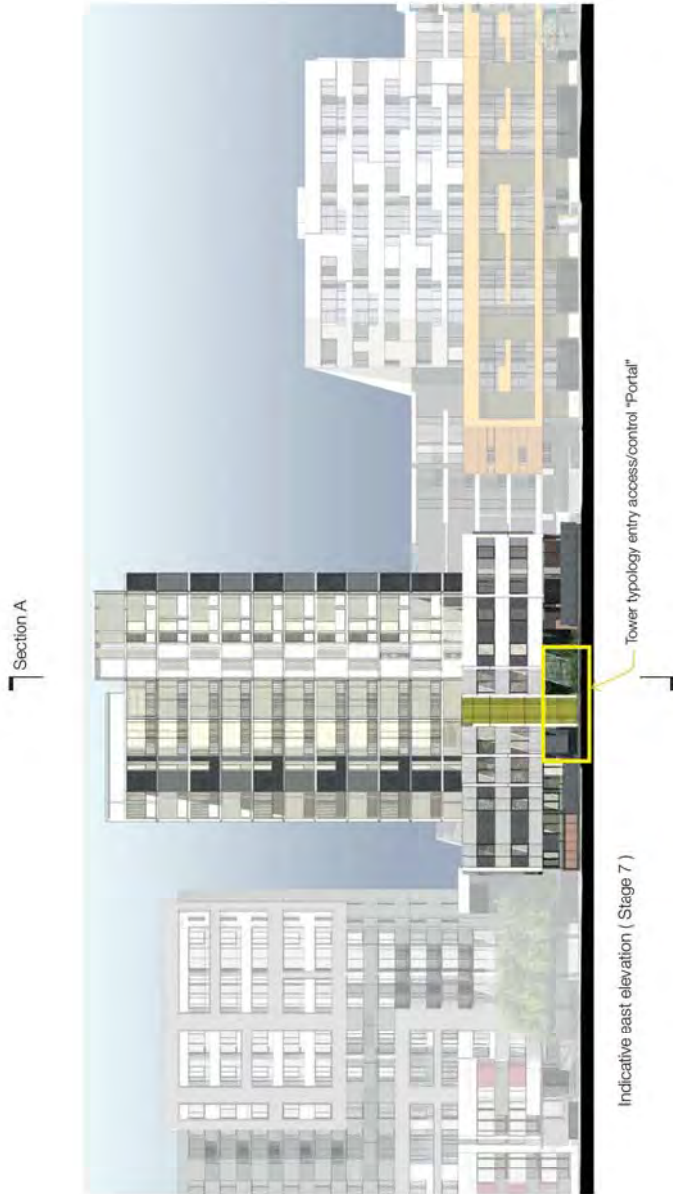 Section A
Tower typology entry access/control "Portal"
Indicative east elevation ( Stage 7 )